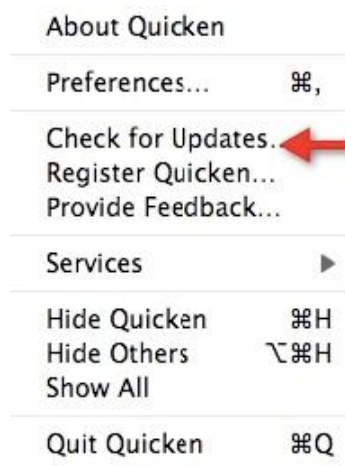 About Quicken
Preferences... ⌘,
Check for Updates..
Register Quicken...
Provide Feedback...
Services ▶
Hide Quicken ⌘H
Hide Others ⌥⌘H
Show All
Quit Quicken ⌘Q